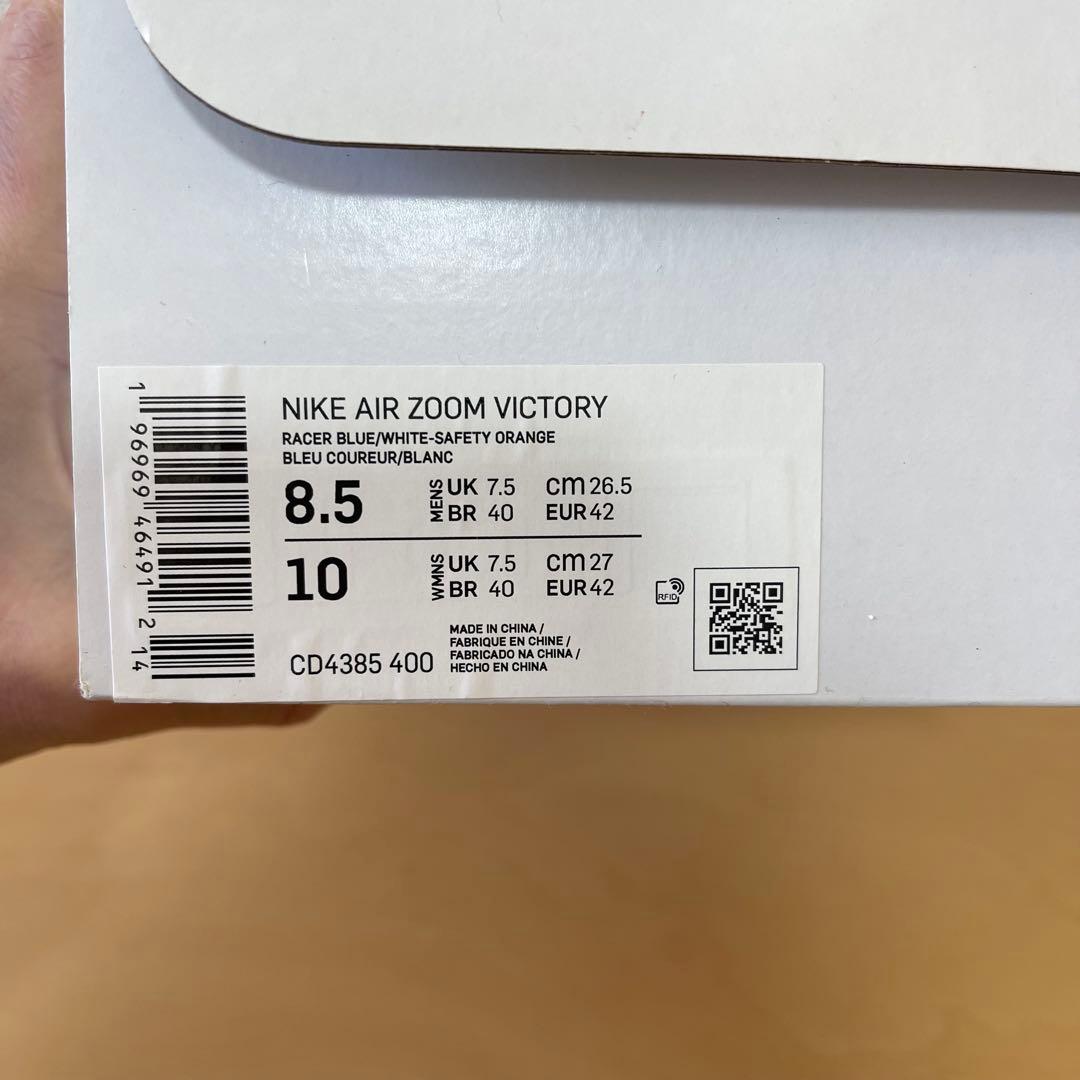 NIKE AIR ZOOM VICTORY
RACER BLUE/WHITE-SAFETY ORANGE
BLEU COUREUR/BLANC
8.5 MENS UK 7.5 cm 26.5
BR 40 EUR 42
10 WMNS UK 7.5 cm 27
BR 40 EUR 42
RFID
CD4385 400
MADE IN CHINA /
FABRIQUE EN CHINE /
FABRICADO NA CHINA /
HECHO EN CHINA
1 96969 46491 2 14